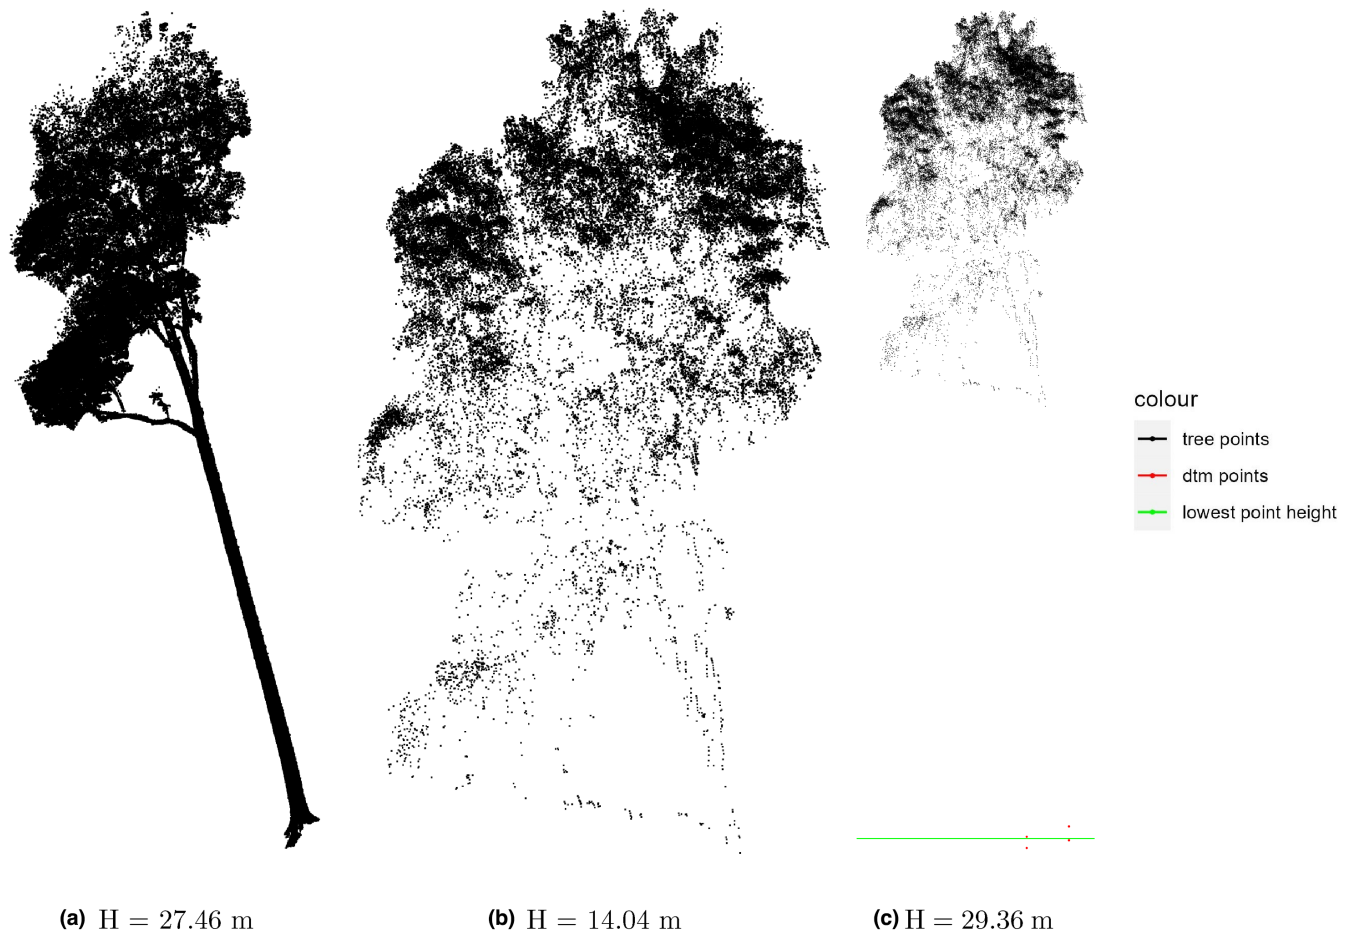 colour
tree points
dtm points
lowest point height
(a) H = 27.46 m
(b) H = 14.04 m
(c) H = 29.36 m